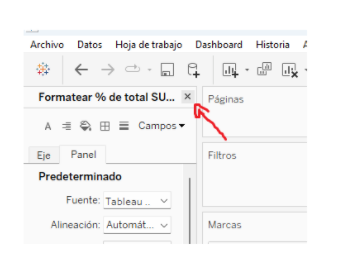 Archivo Datos Hoja de trabajo Dashboard Historia A
Formatear % de total SU... ×
Páginas
A Campos
Eje Panel
Filtros
Predeterminado
Fuente: Tableau ..
Alineación: Automát...
Marcas